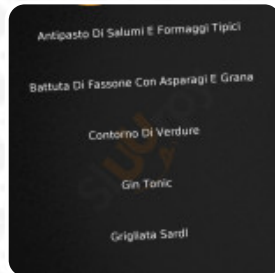 Antipasto Di Salumi E Formaggi Tipici
Battuta Di Fassone Con Asparagi E Grana
Contorno Di Verdure
Gin Tonic
Grigliata Sardi